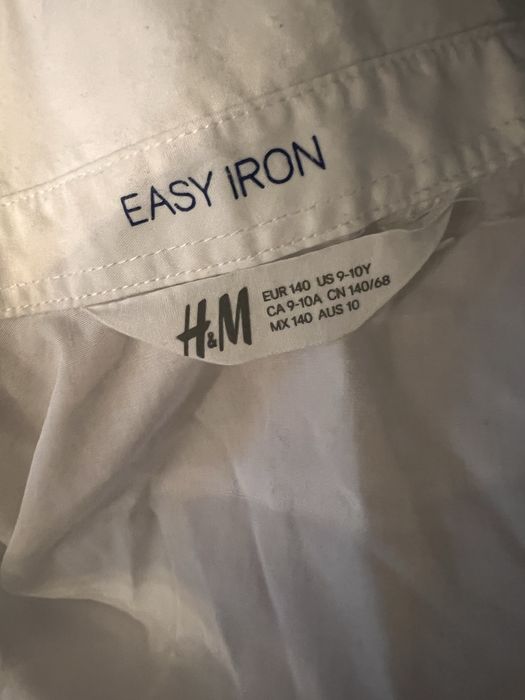 EASY IRON
H&M
EUR 140 US 9-10Y
CA 9-10A CN 140/68
MX 140 AUS 10